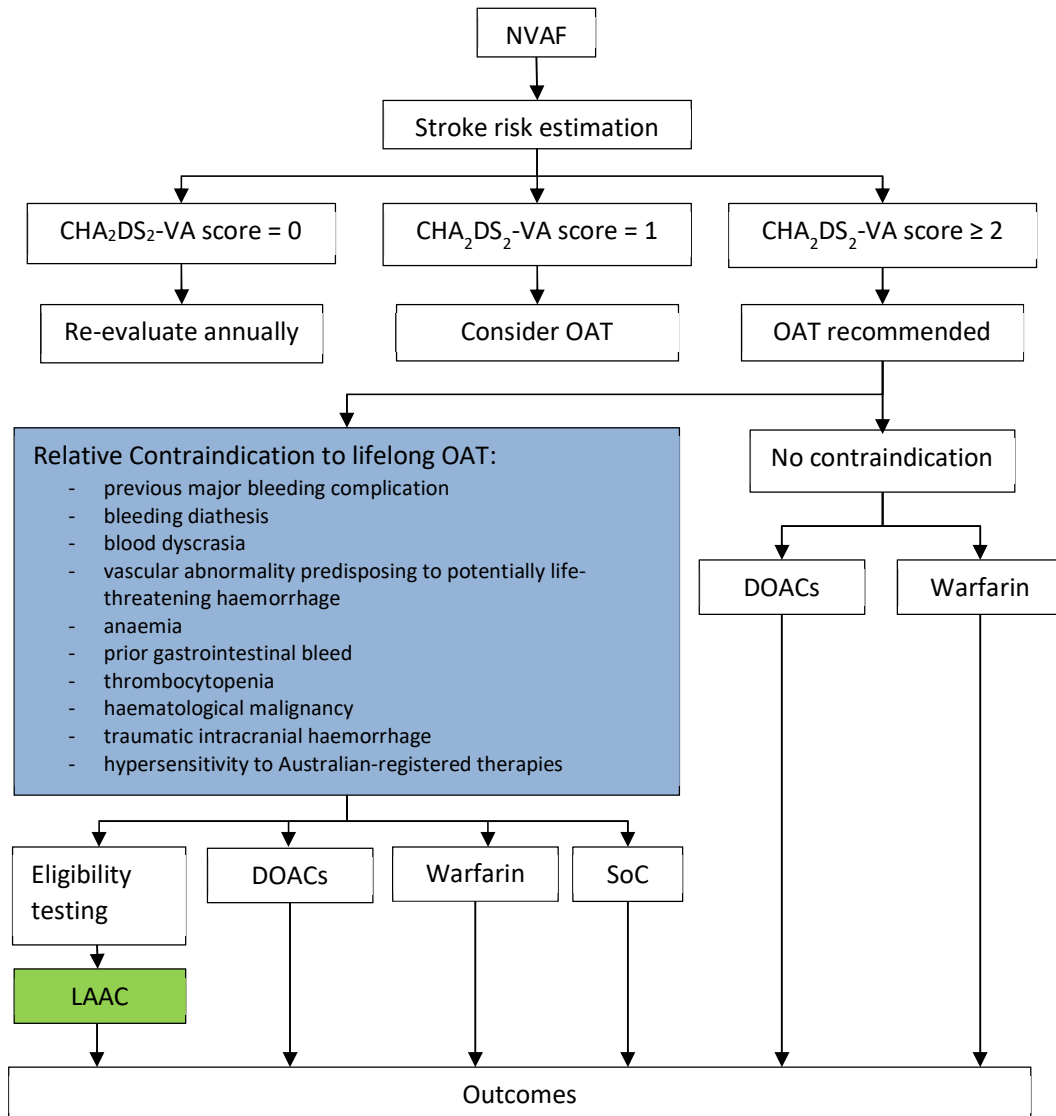 NVAF
Stroke risk estimation
CHA₂DS₂-VA score = 0
CHA₂DS₂-VA score = 1
CHA₂DS₂-VA score ≥ 2
Re-evaluate annually
Consider OAT
OAT recommended
Relative Contraindication to lifelong OAT:
- previous major bleeding complication
- bleeding diathesis
- blood dyscrasia
- vascular abnormality predisposing to potentially life-
threatening haemorrhage
- anaemia
- prior gastrointestinal bleed
- thrombocytopenia
- haematological malignancy
- traumatic intracranial haemorrhage
- hypersensitivity to Australian-registered therapies
No contraindication
DOACs
Warfarin
Eligibility
testing
DOACs
Warfarin
SoC
LAAC
Outcomes